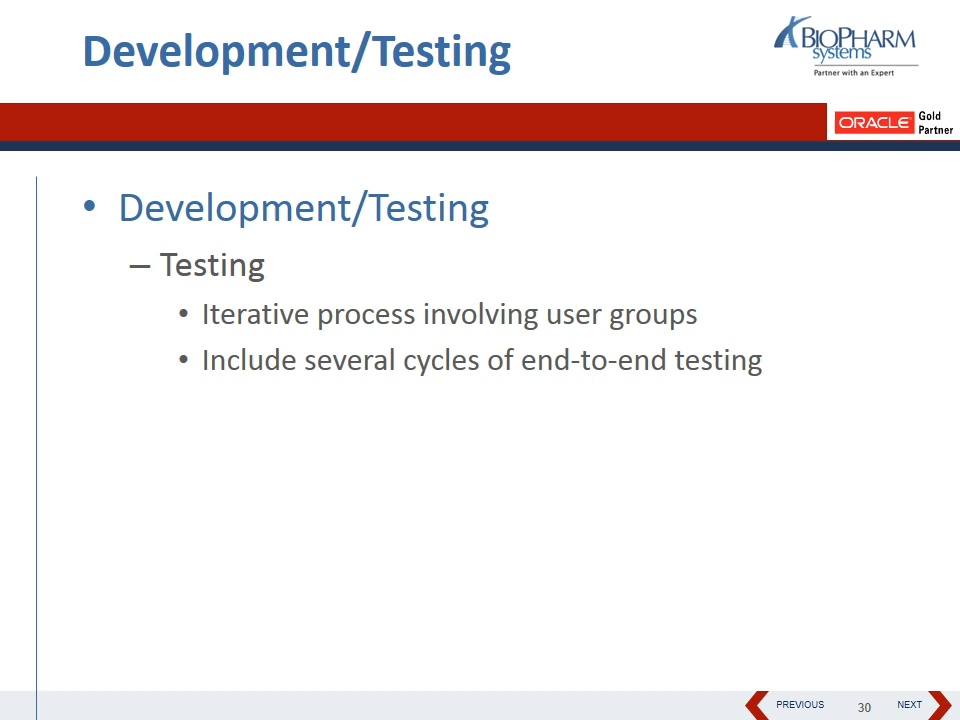 Development/Testing
BioPharm
systems
Partner with an Expert
ORACLE
Gold
Partner
• Development/Testing
– Testing
• Iterative process involving user groups
• Include several cycles of end-to-end testing
PREVIOUS
30
NEXT